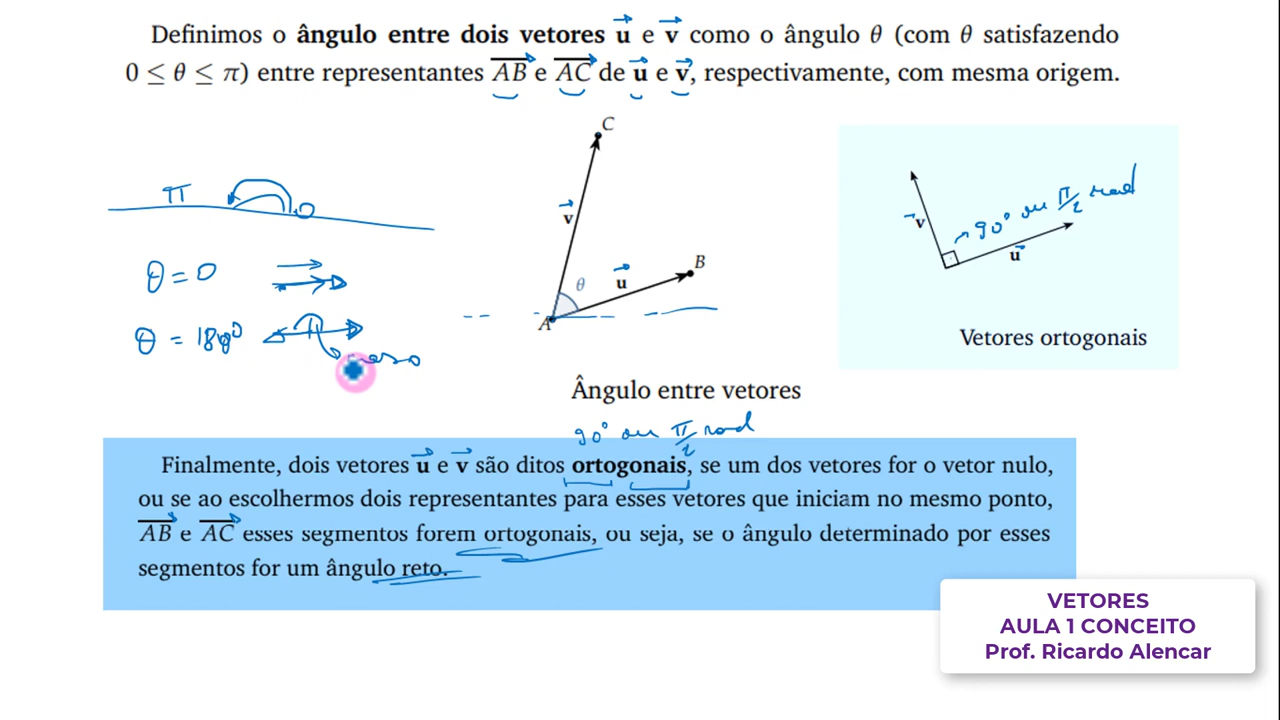 Definimos o ângulo entre dois vetores u e v como o ângulo θ (com θ satisfazendo
0 ≤ θ ≤ π) entre representantes AB e AC de u e v, respectivamente, com mesma origem.
C
π
0
v
θ = 0
B
u
θ
A
θ = 180°
π
90° ou π/2 rad
v
u
Vetores ortogonais
Ângulo entre vetores
90° ou π/2 rad
Finalmente, dois vetores u e v são ditos ortogonais, se um dos vetores for o vetor nulo,
ou se ao escolhermos dois representantes para esses vetores que iniciam no mesmo ponto,
AB e AC esses segmentos forem ortogonais, ou seja, se o ângulo determinado por esses
segmentos for um ângulo reto.
VETORES
AULA 1 CONCEITO
Prof. Ricardo Alencar